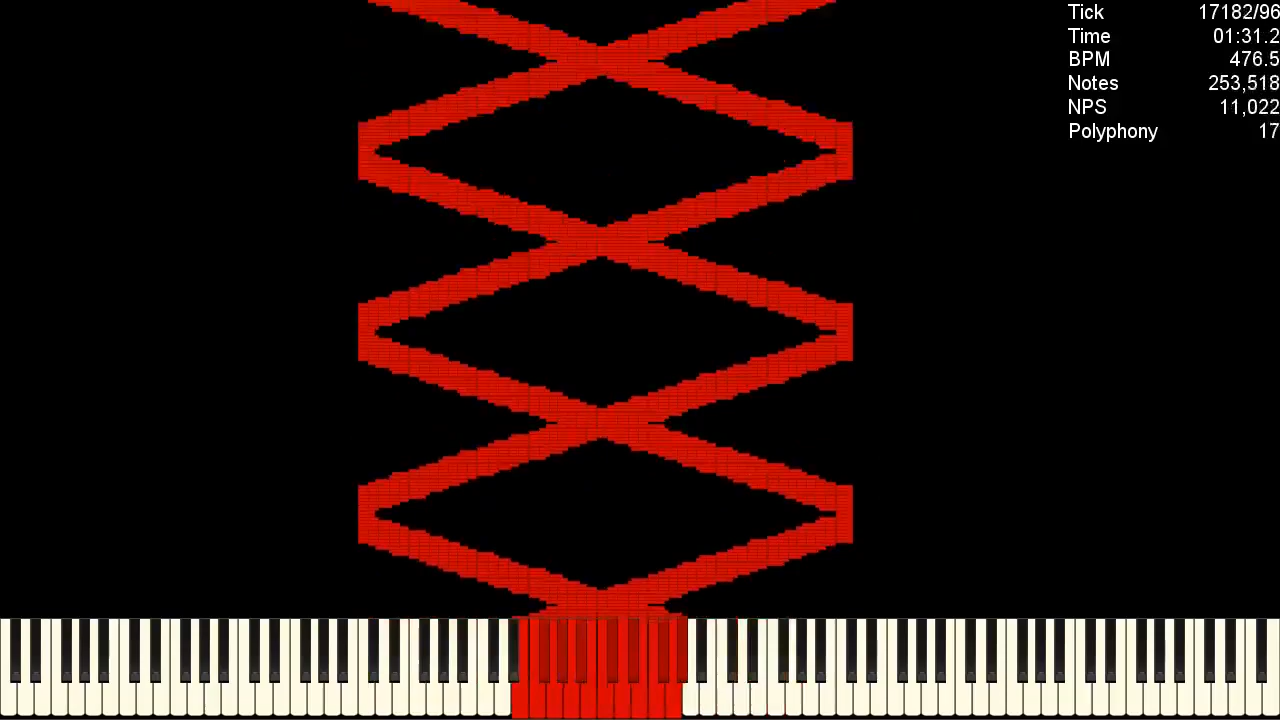 Tick 17182/96
Time 01:31.2
BPM 476.5
Notes 253,518
NPS 11,022
Polyphony 17